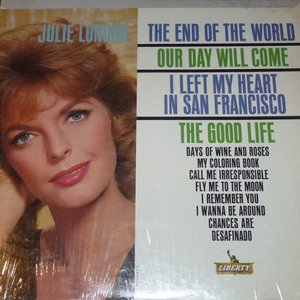 JULIE LONDON
THE END OF THE WORLD
OUR DAY WILL COME
I LEFT MY HEART
IN SAN FRANCISCO
THE GOOD LIFE
DAYS OF WINE AND ROSES
MY COLORING BOOK
CALL ME IRRESPONSIBLE
FLY ME TO THE MOON
I REMEMBER YOU
I WANNA BE AROUND
CHANCES ARE
DESAFINADO
LIBERTY